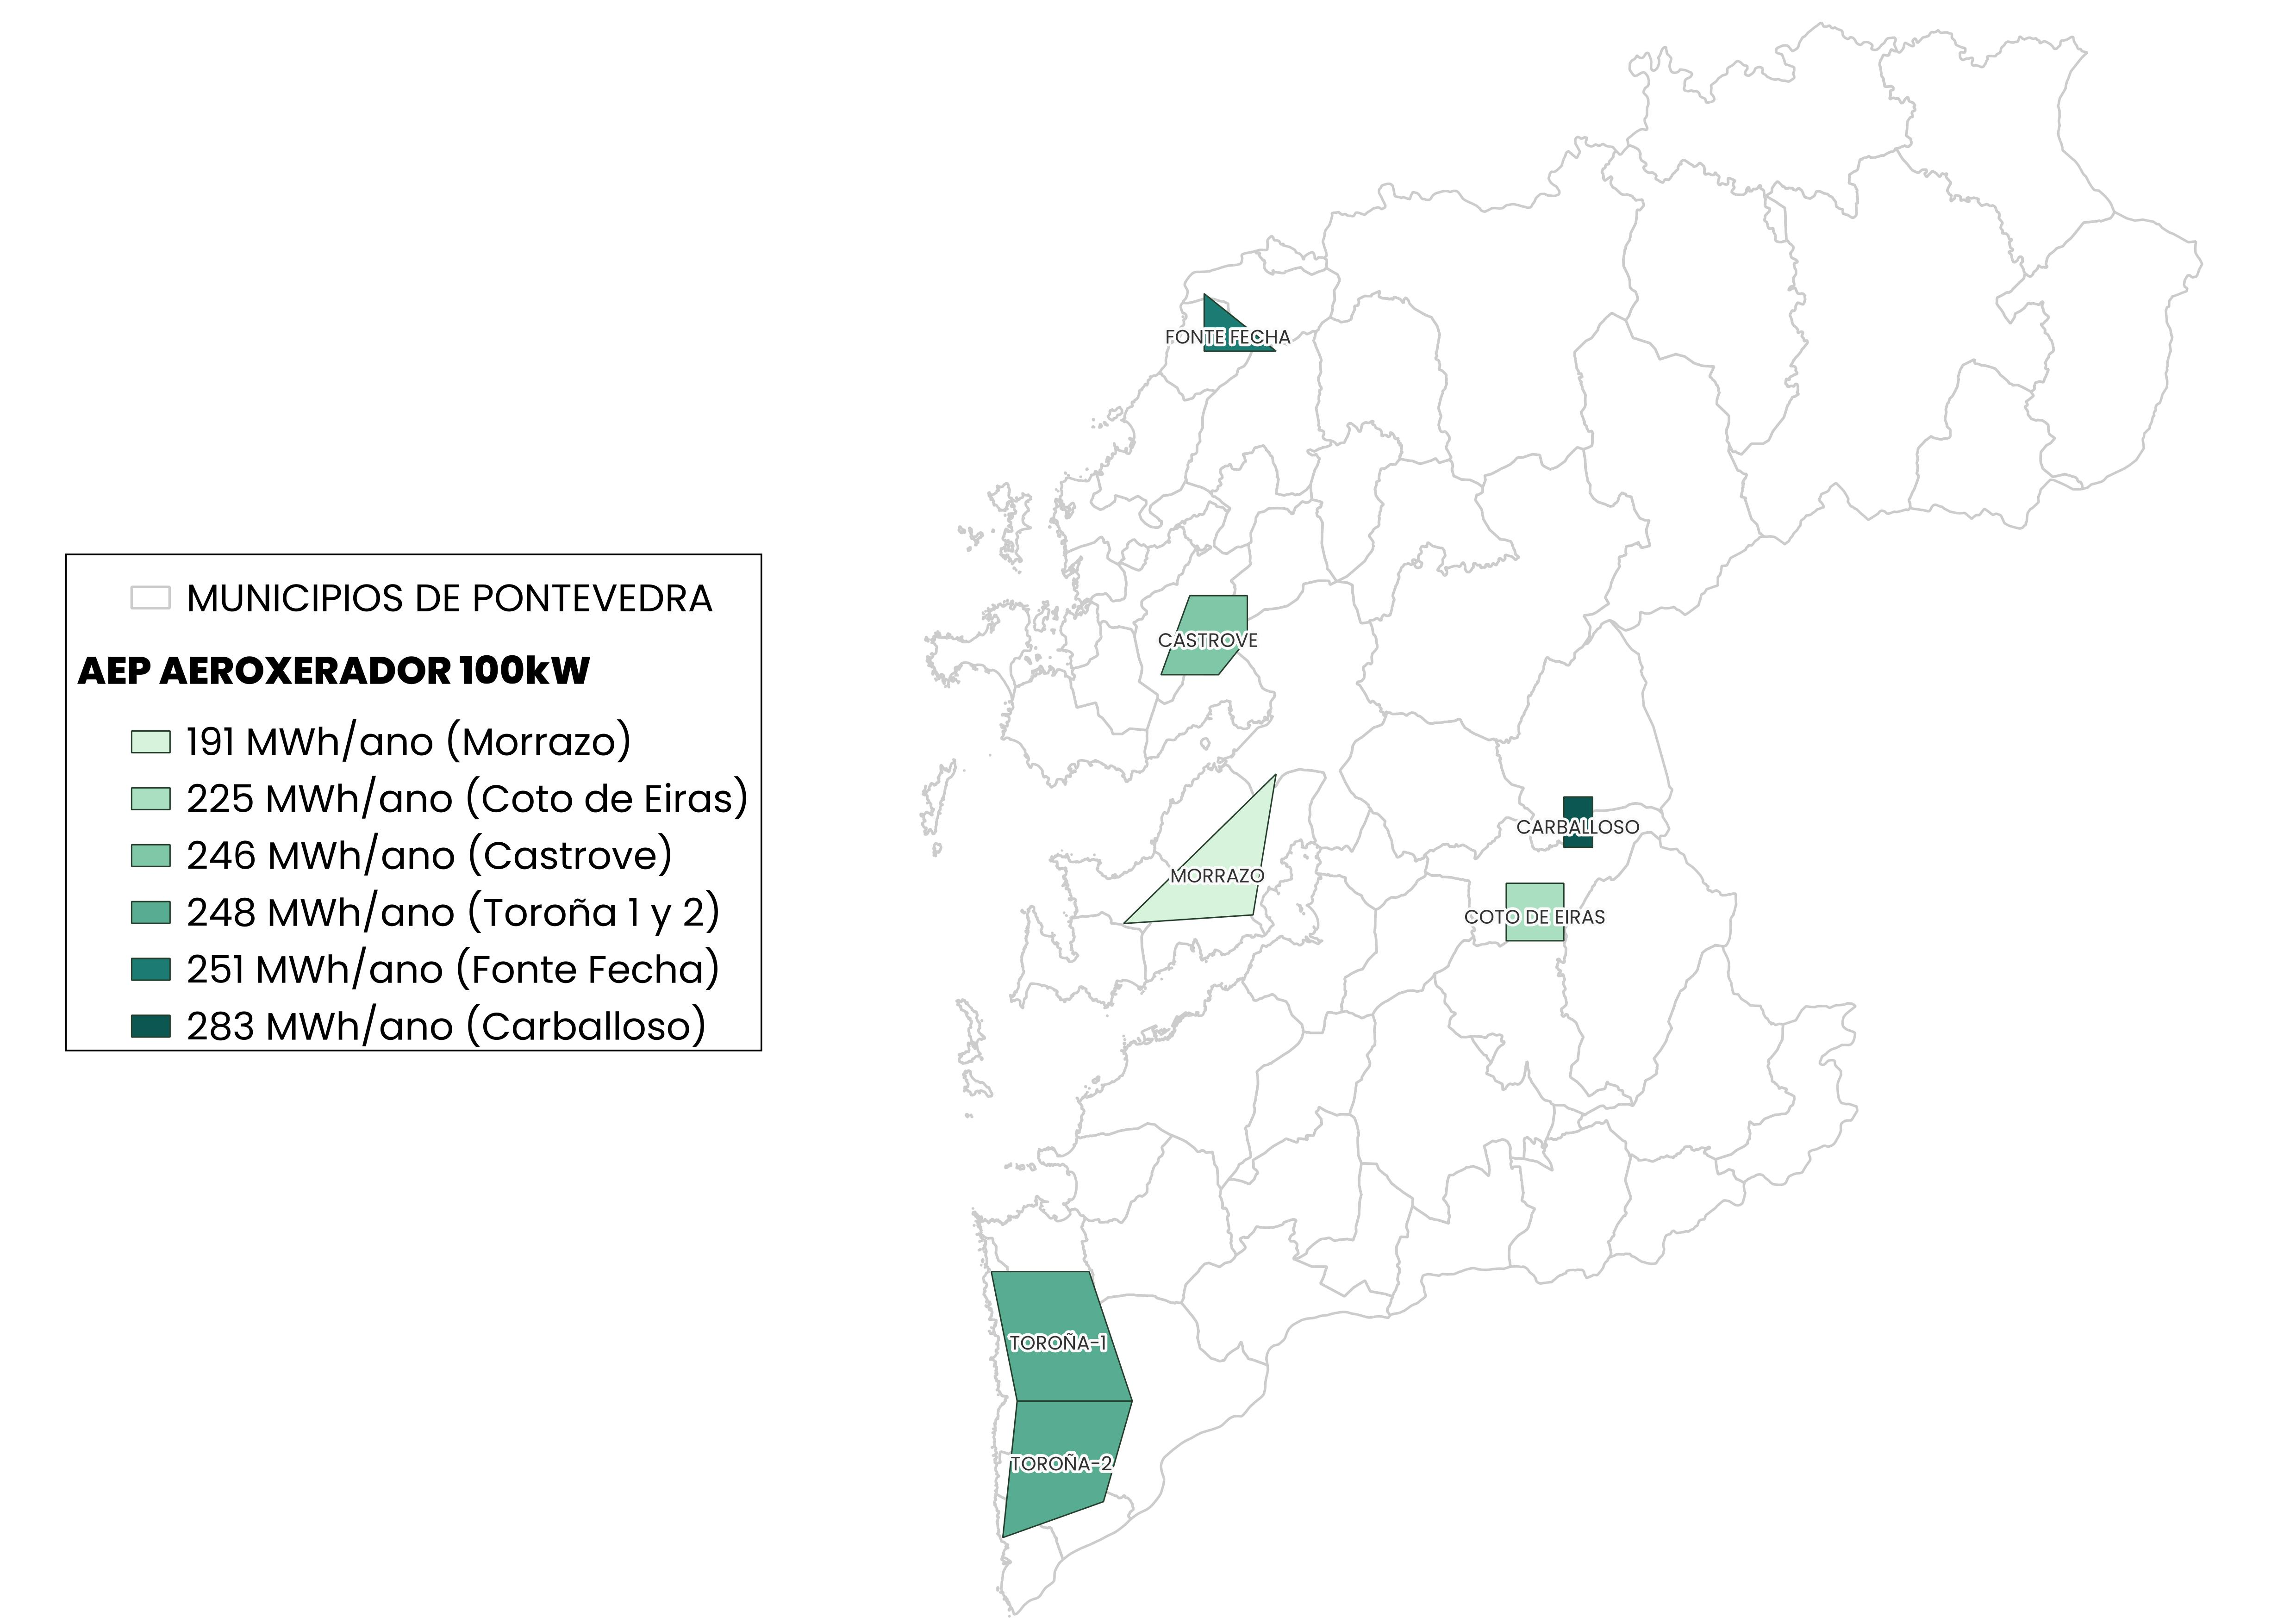 FONTE FECHA
MUNICIPIOS DE PONTEVEDRA
AEP AEROXERADOR 100kW
191 MWh/ano (Morrazo)
225 MWh/ano (Coto de Eiras)
246 MWh/ano (Castrove)
248 MWh/ano (Toroña 1 y 2)
251 MWh/ano (Fonte Fecha)
283 MWh/ano (Carballoso)
CASTROVE
CARBALLOSO
MORRAZO
COTO DE EIRAS
TOROÑA-1
TOROÑA-2